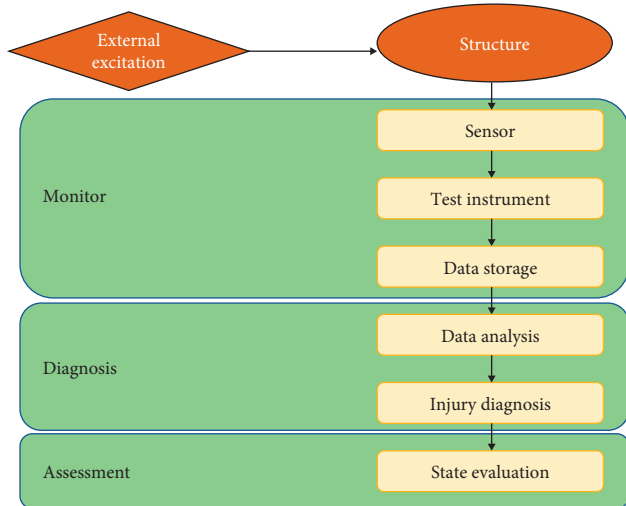 External
excitation
Structure
Sensor
Monitor
Test instrument
Data storage
Data analysis
Diagnosis
Injury diagnosis
Assessment
State evaluation